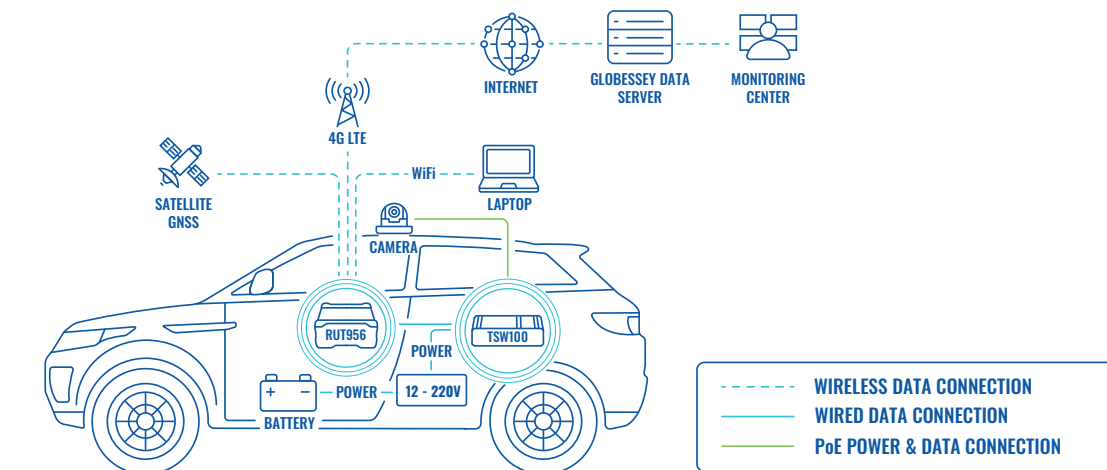 INTERNET
GLOBESSEY DATA
SERVER
MONITORING
CENTER
4G LTE
WiFi
SATELLITE
GNSS
LAPTOP
CAMERA
RUT956
TSW100
POWER
+ −
POWER
12 - 220V
BATTERY
WIRELESS DATA CONNECTION
WIRED DATA CONNECTION
PoE POWER & DATA CONNECTION